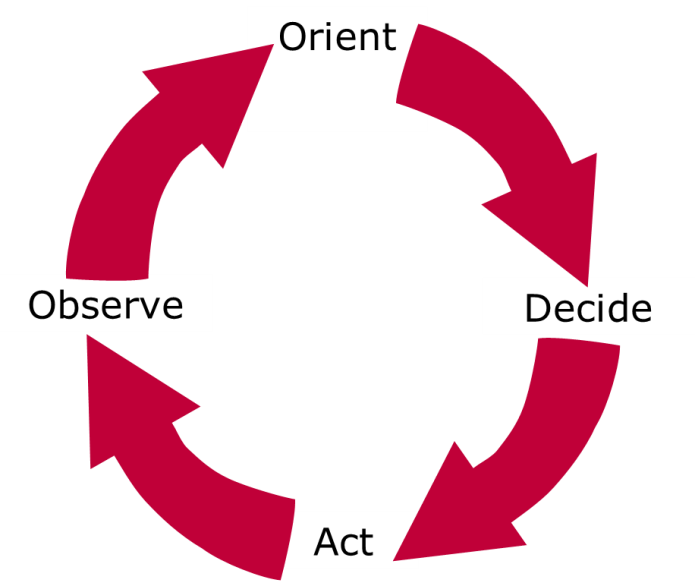 Orient
Observe
Decide
Act